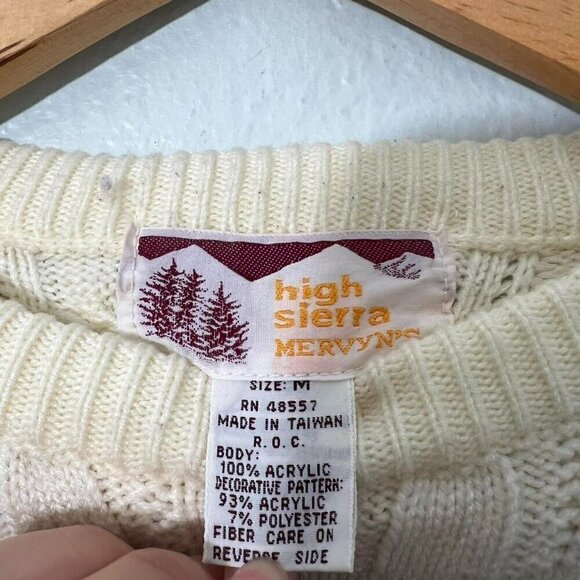 high
sierra
MERVYN'S
SIZE: M
RN 48557
MADE IN TAIWAN
R.O.C.
BODY:
100% ACRYLIC
DECORATIVE PATTERN:
93% ACRYLIC
7% POLYESTER
FIBER CARE ON
REVERSE SIDE